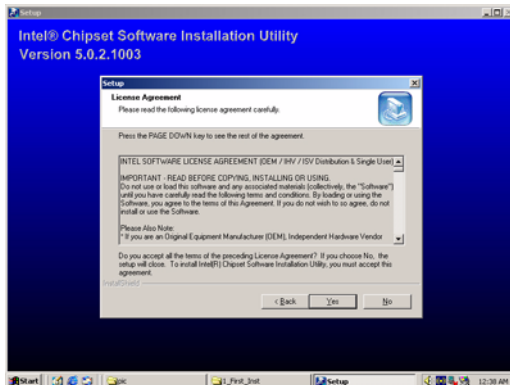 Setup
Intel® Chipset Software Installation Utility
Version 5.0.2.1003
Setup
License Agreement
Please read the following license agreement carefully.
Press the PAGE DOWN key to see the rest of the agreement.
INTEL SOFTWARE LICENSE AGREEMENT (OEM / IHV / ISV Distribution & Single User)
IMPORTANT - READ BEFORE COPYING, INSTALLING OR USING.
Do not use or load this software and any associated materials (collectively, the "Software")
until you have carefully read the following terms and conditions. By loading or using the
Software, you agree to the terms of this Agreement. If you do not wish to so agree, do not
install or use the Software.
Please Also Note:
* If you are an Original Equipment Manufacturer (OEM), Independent Hardware Vendor
Do you accept all the terms of the preceding License Agreement? If you choose No, the
setup will close. To install Intel(R) Chipset Software Installation Utility, you must accept this
agreement.
InstallShield
< Back
Yes
No
Start
pic
1_First_Inst
Setup
12:38 AM